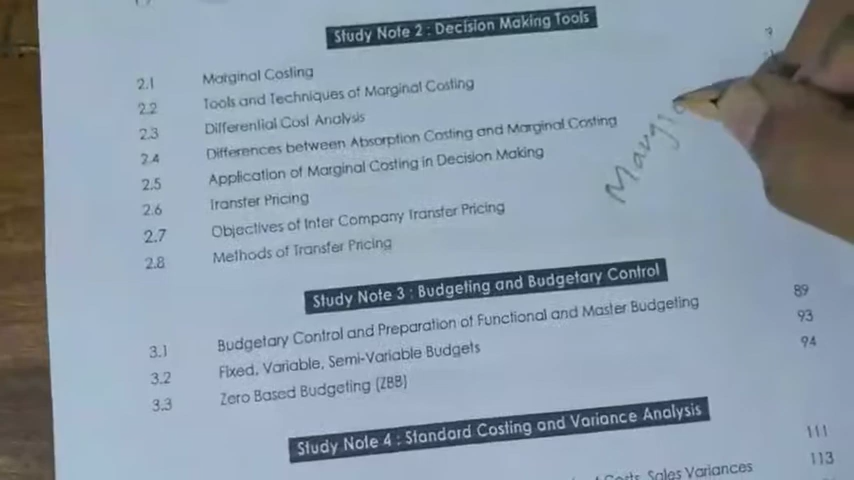 Study Note 2 : Decision Making Tools
2.1 Marginal Costing
2.2 Tools and Techniques of Marginal Costing
2.3 Differential Cost Analysis
2.4 Differences between Absorption Costing and Marginal Costing
2.5 Application of Marginal Costing in Decision Making
2.6 Transfer Pricing
2.7 Objectives of Inter Company Transfer Pricing
2.8 Methods of Transfer Pricing
Study Note 3 : Budgeting and Budgetary Control
3.1 Budgetary Control and Preparation of Functional and Master Budgeting 89
3.2 Fixed, Variable, Semi-Variable Budgets 93
3.3 Zero Based Budgeting (ZBB) 94
Study Note 4 : Standard Costing and Variance Analysis
111
Costs, Sales Variances 113